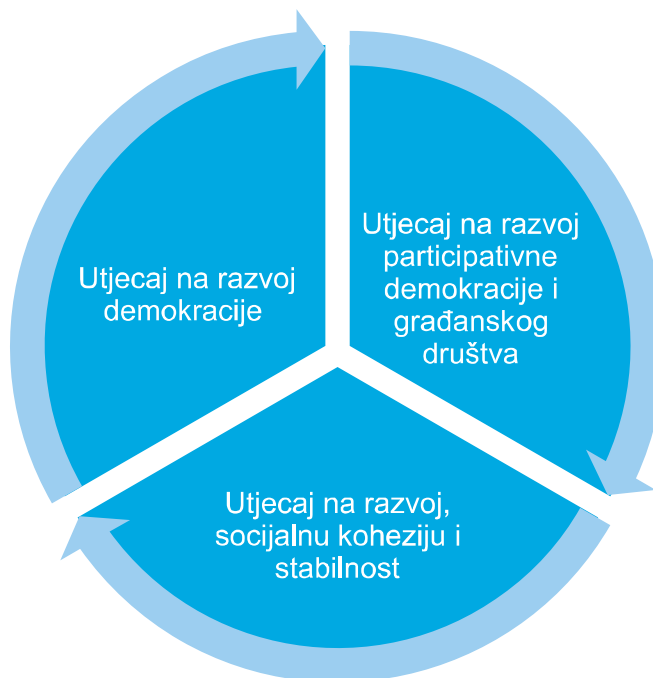 Utjecaj na razvoj
demokracije
Utjecaj na razvoj
participativne
demokracije i
građanskog
društva
Utjecaj na razvoj,
socijalnu koheziju i
stabilnost